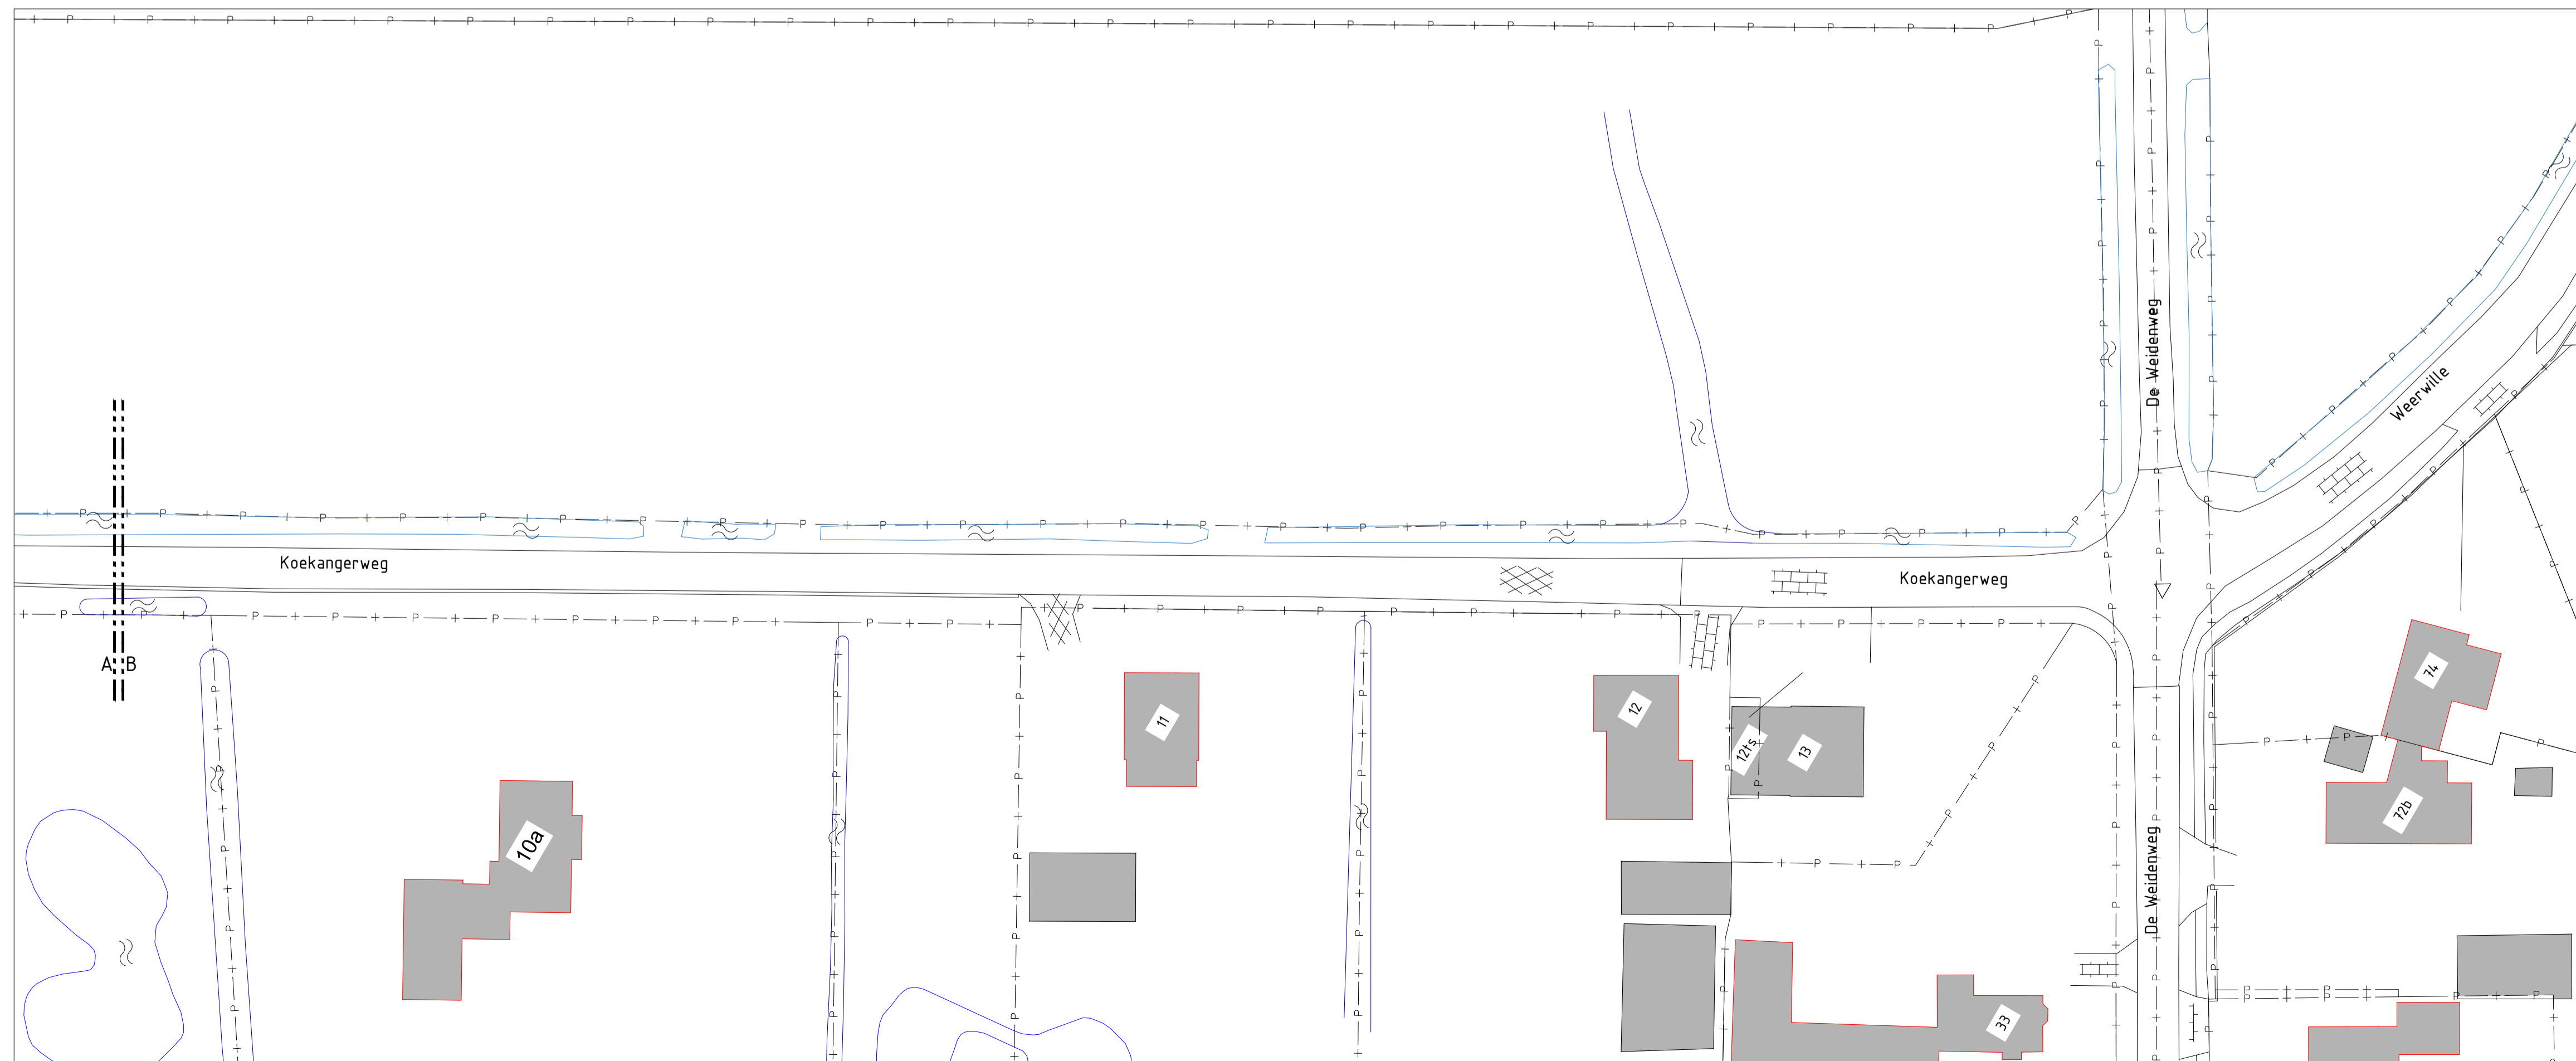 De Weidenweg
Weerwille
Koekangerweg
Koekangerweg
A B
74
11
12
12ts
13
72b
10a
De Weidenweg
33